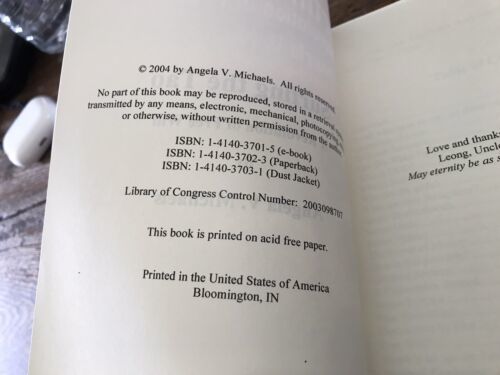 © 2004 by Angela V. Michaels. All rights reserved.
No part of this book may be reproduced, stored in a retrieval
transmitted by any means, electronic, mechanical, photocopying,
or otherwise, without written permission from the author.
ISBN: 1-4140-3701-5 (e-book)
ISBN: 1-4140-3702-3 (Paperback)
ISBN: 1-4140-3703-1 (Dust Jacket)
Library of Congress Control Number: 2003098707
This book is printed on acid free paper.
Printed in the United States of America
Bloomington, IN
Love and thanks
Leong, Uncl
May eternity be as s